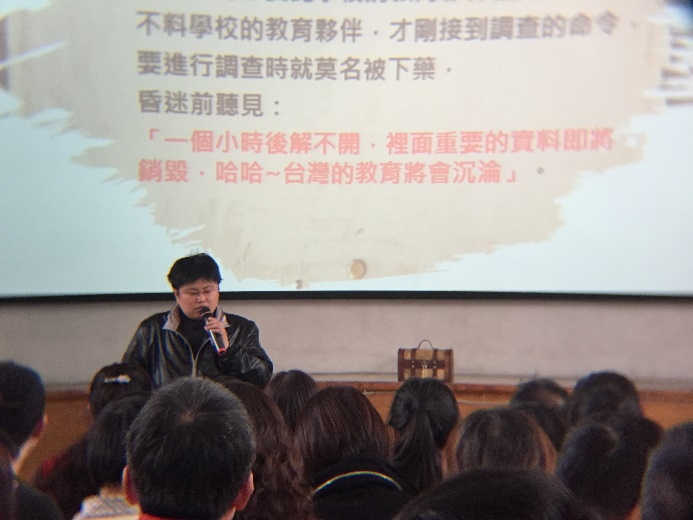 不料學校的教育夥伴，才剛接到調查的命令，
要進行調查時就莫名被下藥．
昏迷前聽見：
「一個小時後解不開，裡面重要的資料即將
銷毀．哈哈~台灣的教育將會沉淪」。